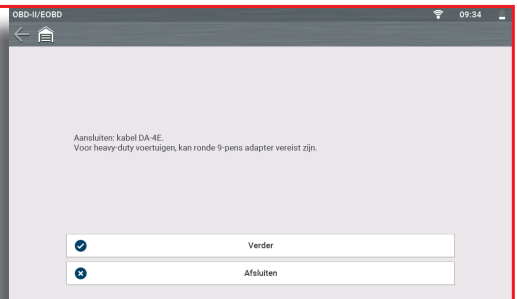 OBD-II/EOBD 09:34
Aansluiten: kabel DA-4E.
Voor heavy-duty voertuigen, kan ronde 9-pens adapter vereist zijn.
Verder
Afsluiten